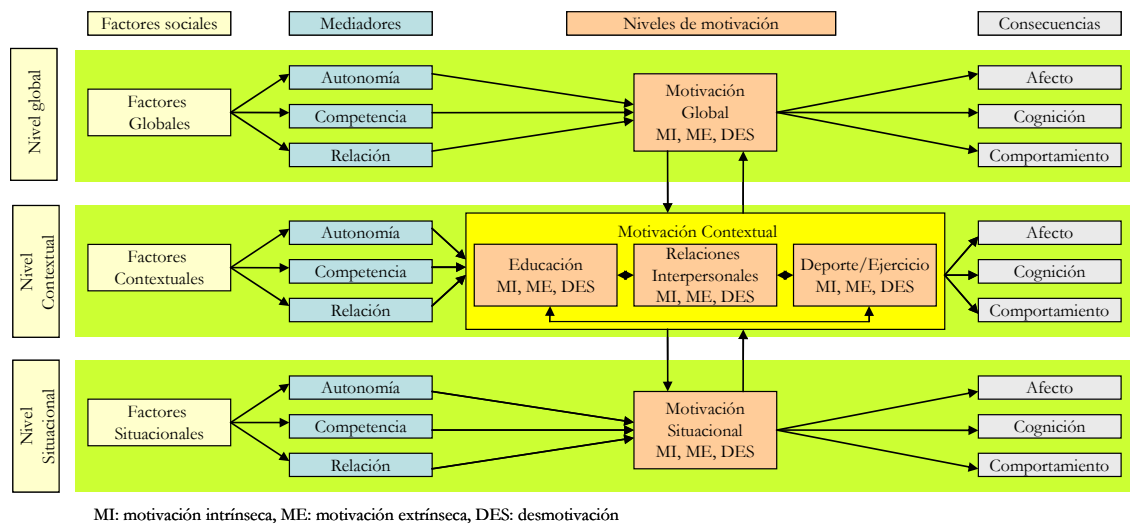 Factores sociales
Mediadores
Niveles de motivación
Consecuencias
Nivel global
Factores
Globales
Autonomía
Competencia
Relación
Motivación
Global
MI, ME, DES
Afecto
Cognición
Comportamiento
Nivel
Contextual
Factores
Contextuales
Autonomía
Competencia
Relación
Motivación Contextual
Educación
MI, ME, DES
Relaciones
Interpersonales
MI, ME, DES
Deporte/Ejercicio
MI, ME, DES
Afecto
Cognición
Comportamiento
Nivel
Situacional
Factores
Situacionales
Autonomía
Competencia
Relación
Motivación
Situacional
MI, ME, DES
Afecto
Cognición
Comportamiento
MI: motivación intrínseca, ME: motivación extrínseca, DES: desmotivación